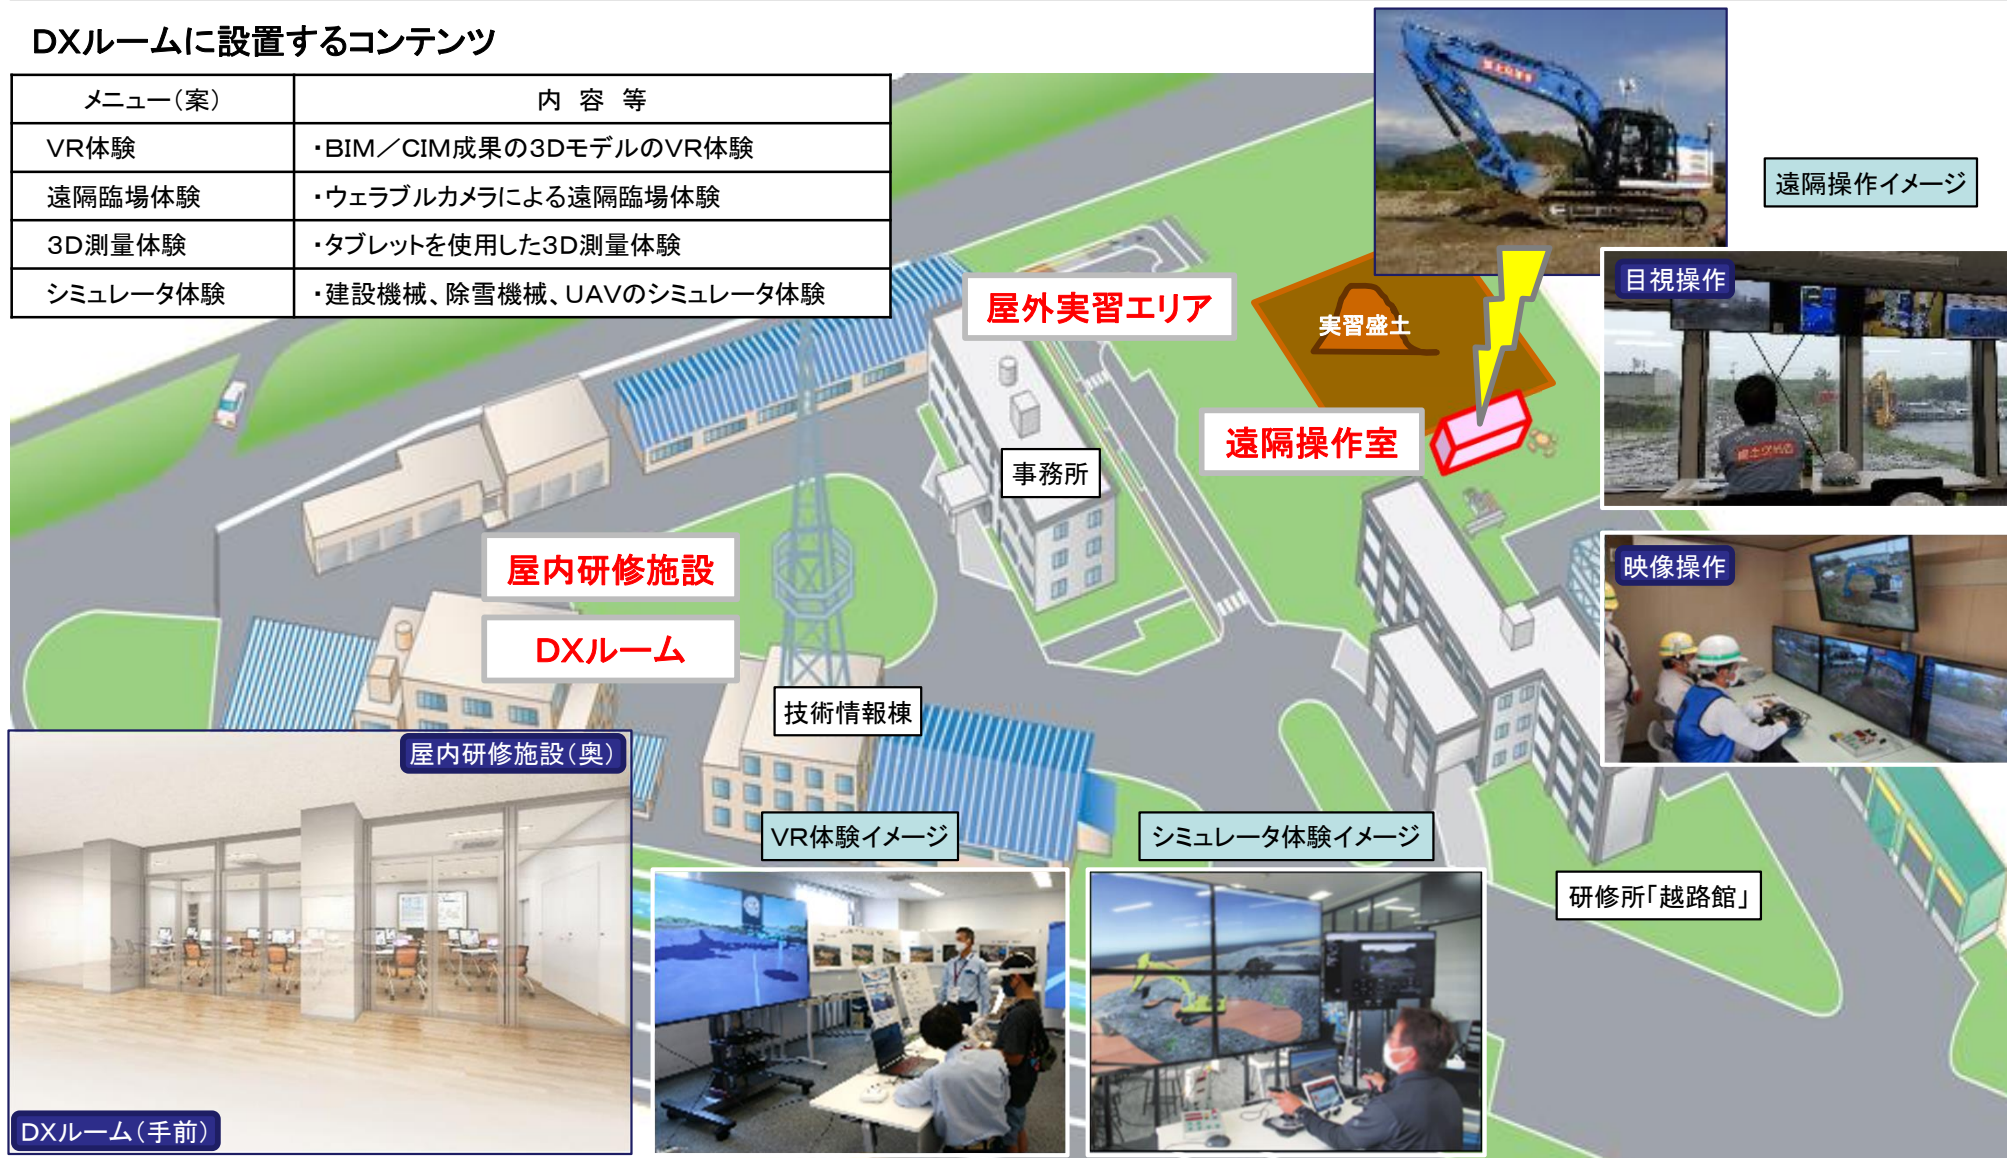 DXルームに設置するコンテンツ
メニュー(案) 内 容 等
VR体験 ・BIM/CIM成果の3DモデルのVR体験
遠隔臨場体験 ・ウェラブルカメラによる遠隔臨場体験
3D測量体験 ・タブレットを使用した3D測量体験
シミュレータ体験 ・建設機械、除雪機械、UAVのシミュレータ体験
遠隔操作イメージ
屋外実習エリア
実習盛土
目視操作
遠隔操作室
事務所
映像操作
屋内研修施設
DXルーム
技術情報棟
屋内研修施設(奥)
VR体験イメージ
シミュレータ体験イメージ
研修所「越路館」
DXルーム(手前)